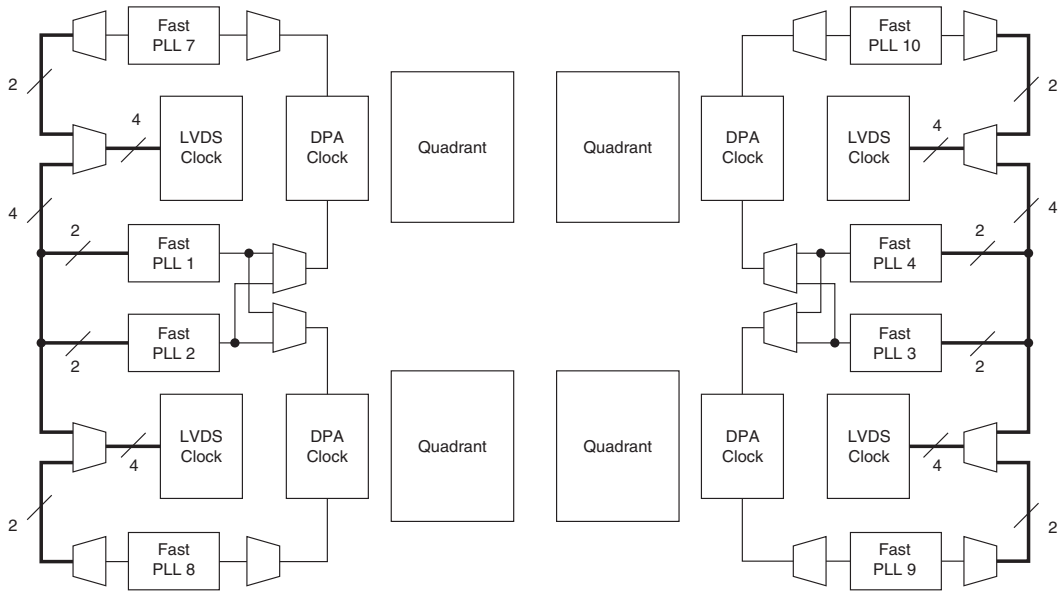 Fast
PLL 7
Fast
PLL 10
2
2
4
LVDS
Clock
DPA
Clock
Quadrant
Quadrant
DPA
Clock
LVDS
Clock
4
4
4
2
Fast
PLL 1
Fast
PLL 4
2
Fast
PLL 2
2
Fast
PLL 3
2
LVDS
Clock
4
DPA
Clock
Quadrant
Quadrant
DPA
Clock
LVDS
Clock
4
2
2
Fast
PLL 8
Fast
PLL 9